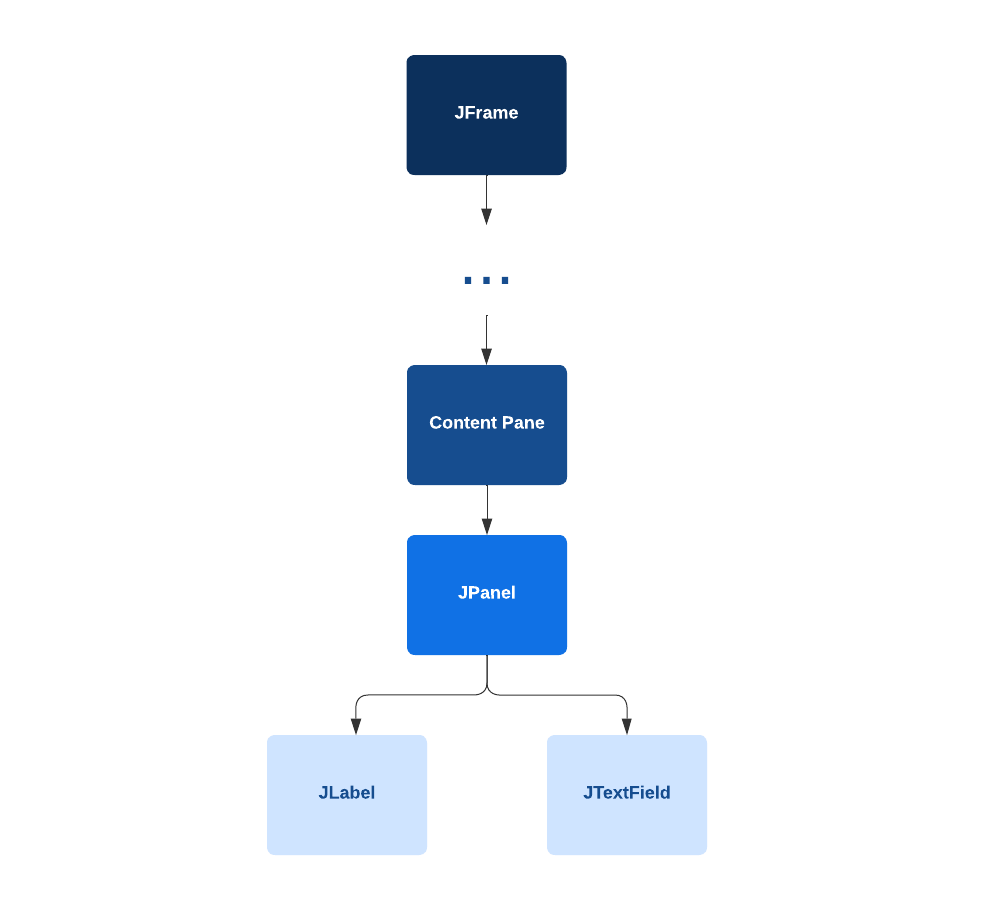 JFrame
...
Content Pane
JPanel
JLabel
JTextField